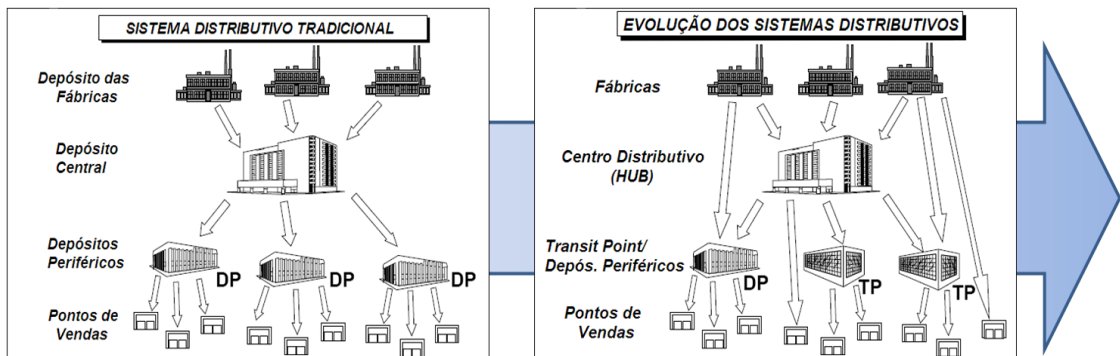 SISTEMA DISTRIBUTIVO TRADICIONAL
Depósito das
Fábricas
Depósito
Central
Depósitos
Periféricos
DP
DP
DP
Pontos de
Vendas
EVOLUÇÃO DOS SISTEMAS DISTRIBUTIVOS
Fábricas
Centro Distributivo
(HUB)
Transit Point/
Depós. Periféricos
DP
TP
TP
Pontos de
Vendas